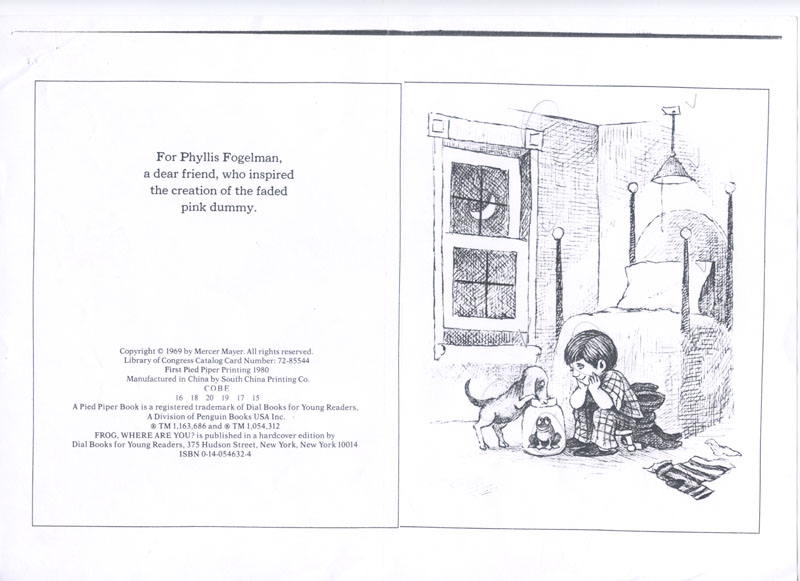 For Phyllis Fogelman,
a dear friend, who inspired
the creation of the faded
pink dummy.
Copyright © 1969 by Mercer Mayer. All rights reserved.
Library of Congress Catalog Card Number: 72-85544
First Pied Piper Printing 1980
Manufactured in China by South China Printing Co.
COBE
16 18 20 19 17 15
A Pied Piper Book is a registered trademark of Dial Books for Young Readers,
A Division of Penguin Books USA Inc.
® TM 1,163,686 and ® TM 1,054,312
FROG, WHERE ARE YOU? is published in a hardcover edition by
Dial Books for Young Readers, 375 Hudson Street, New York, New York 10014
ISBN 0-14-054632-4